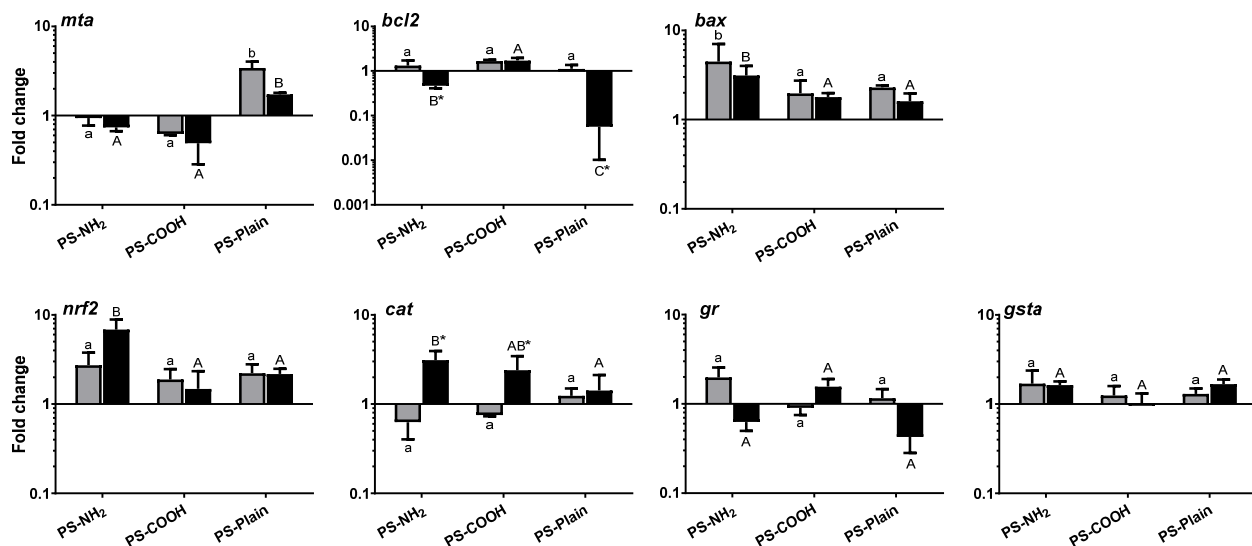 mta
bcl2
bax
Fold change
10
1
0.1
a
A
a
A
b
B
PS-NH₂
PS-COOH
PS-Plain
10
1
0.1
0.01
0.001
a
B*
a
A
a
C*
PS-NH₂
PS-COOH
PS-Plain
10
1
0.1
b
B
a
A
a
A
PS-NH₂
PS-COOH
PS-Plain
nrf2
cat
gr
gsta
Fold change
10
1
0.1
a
B
a
A
a
A
PS-NH₂
PS-COOH
PS-Plain
10
1
0.1
a
B*
a
AB*
a
A
PS-NH₂
PS-COOH
PS-Plain
10
1
0.1
a
A
a
A
a
A
PS-NH₂
PS-COOH
PS-Plain
10
1
0.1
a
A
a
A
a
A
PS-NH₂
PS-COOH
PS-Plain